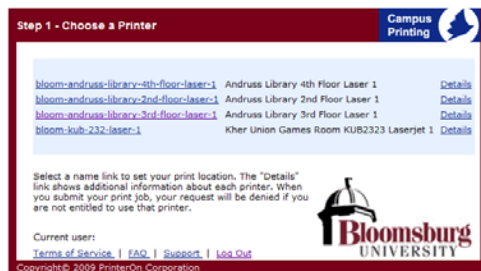 Step 1 - Choose a Printer
Campus
Printing
bloom-andruss-library-4th-floor-laser-1 Andruss Library 4th Floor Laser 1 Details
bloom-andruss-library-2nd-floor-laser-1 Andruss Library 2nd Floor Laser 1 Details
bloom-andruss-library-3rd-floor-laser-1 Andruss Library 3rd Floor Laser 1 Details
bloom-kub-232-laser-1 Kher Union Games Room KUB2323 Laserjet 1 Details
Select a name link to set your print location. The "Details"
link shows additional information about each printer. When
you submit your print job, your request will be denied if you
are not entitled to use that printer.
Current user:
Terms of Service | FAQ | Support | Log Out
Bloomsburg
UNIVERSITY
Copyright© 2009 PrinterOn Corporation